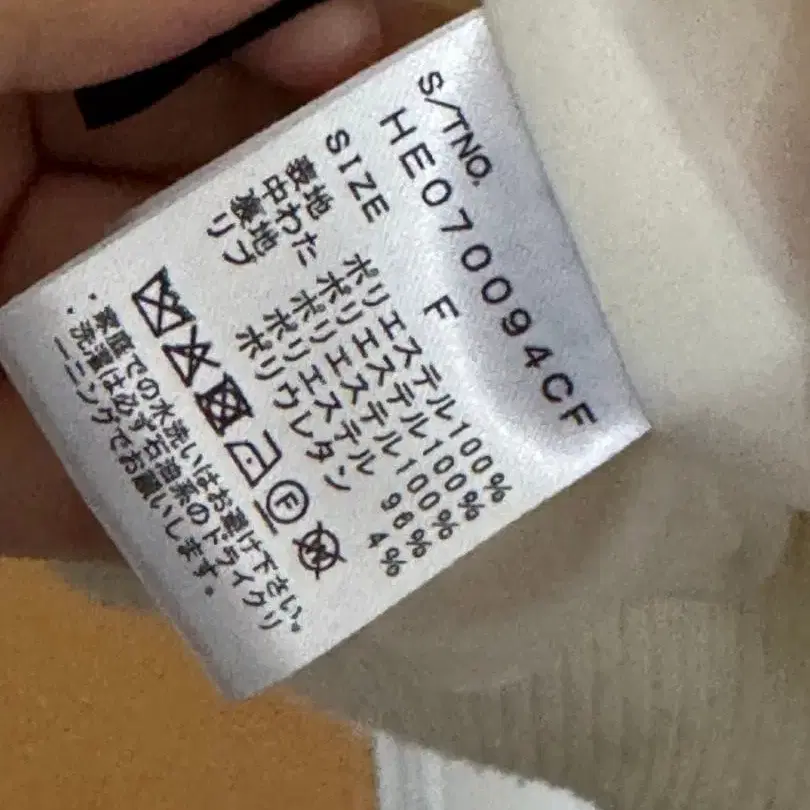 S/TNO.
HE070094CF
SIZE F
表地 ポリエステル100%
中わた ポリエステル100%
裏地 ポリエステル100%
リブ ポリエステル 96%
ポリウレタン 4%
F
W
・家庭での水洗いはお避け下さい。
・洗濯は必ず石油系のドライクリ
ーニングでお願いします。